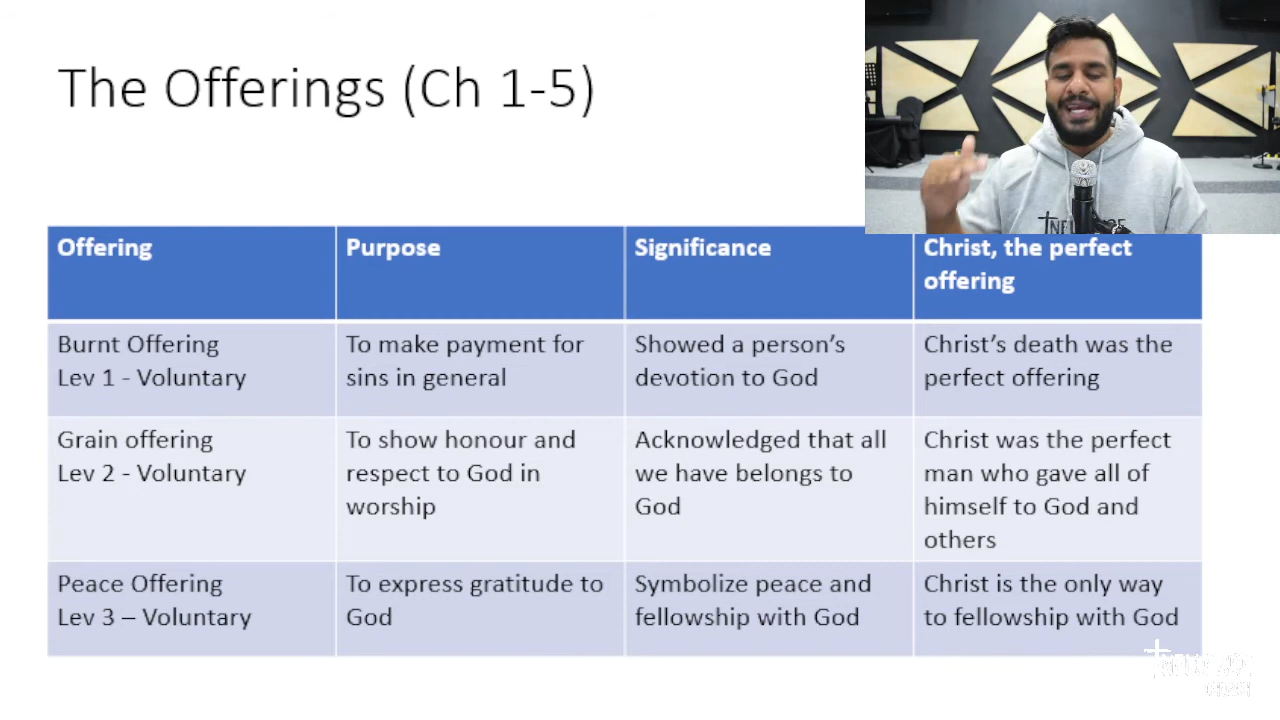 The Offerings (Ch 1-5)
Offering
Purpose
Significance
Christ, the perfect
offering
Burnt Offering
Lev 1 - Voluntary
To make payment for
sins in general
Showed a person's
devotion to God
Christ's death was the
perfect offering
Grain offering
Lev 2 - Voluntary
To show honour and
respect to God in
worship
Acknowledged that all
we have belongs to
God
Christ was the perfect
man who gave all of
himself to God and
others
Peace Offering
Lev 3 – Voluntary
To express gratitude to
God
Symbolize peace and
fellowship with God
Christ is the only way
to fellowship with God